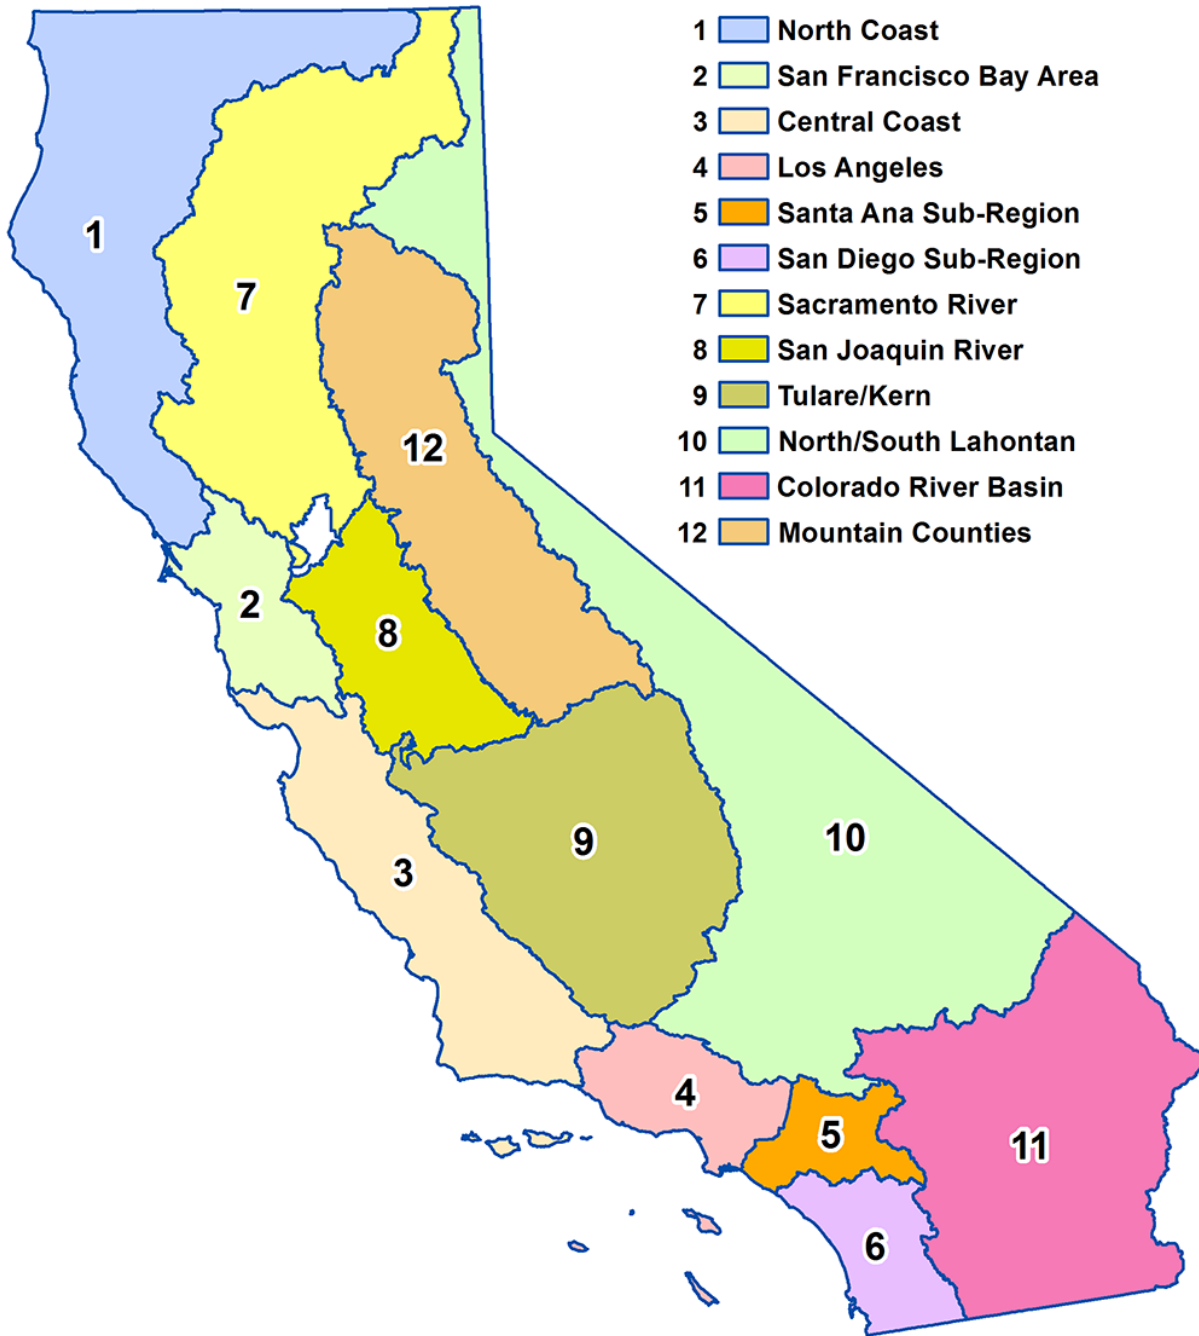 1 North Coast
2 San Francisco Bay Area
3 Central Coast
4 Los Angeles
5 Santa Ana Sub-Region
6 San Diego Sub-Region
7 Sacramento River
8 San Joaquin River
9 Tulare/Kern
10 North/South Lahontan
11 Colorado River Basin
12 Mountain Counties
1
7
12
2
8
9
10
3
4
5
11
6